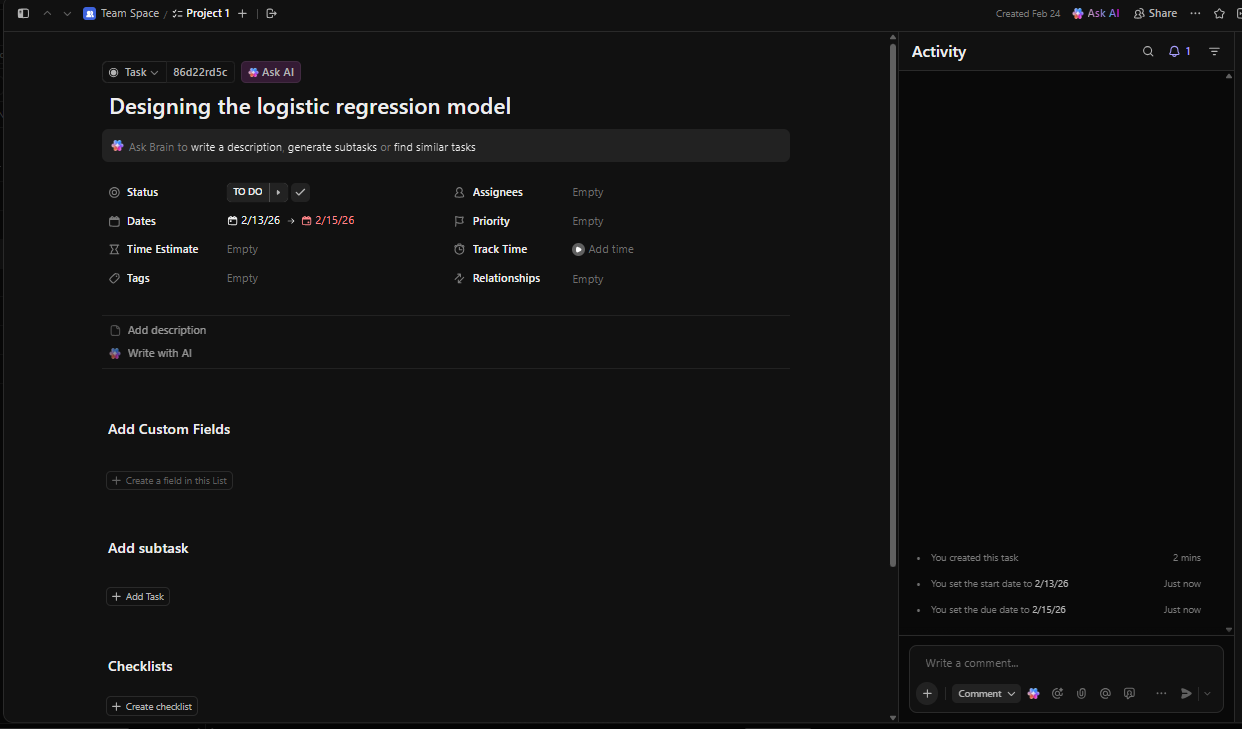 Team Space / Project 1
Created Feb 24
Ask AI
Share
Task
86d22rd5c
Ask AI
Designing the logistic regression model
Ask Brain to write a description, generate subtasks or find similar tasks
Status
TO DO
Assignees
Empty
Dates
2/13/26 → 2/15/26
Priority
Empty
Time Estimate
Empty
Track Time
Add time
Tags
Empty
Relationships
Empty
Add description
Write with AI
Add Custom Fields
+ Create a field in this List
Add subtask
+ Add Task
Checklists
+ Create checklist
Activity
1
You created this task
2 mins
You set the start date to 2/13/26
Just now
You set the due date to 2/15/26
Just now
Write a comment...
Comment